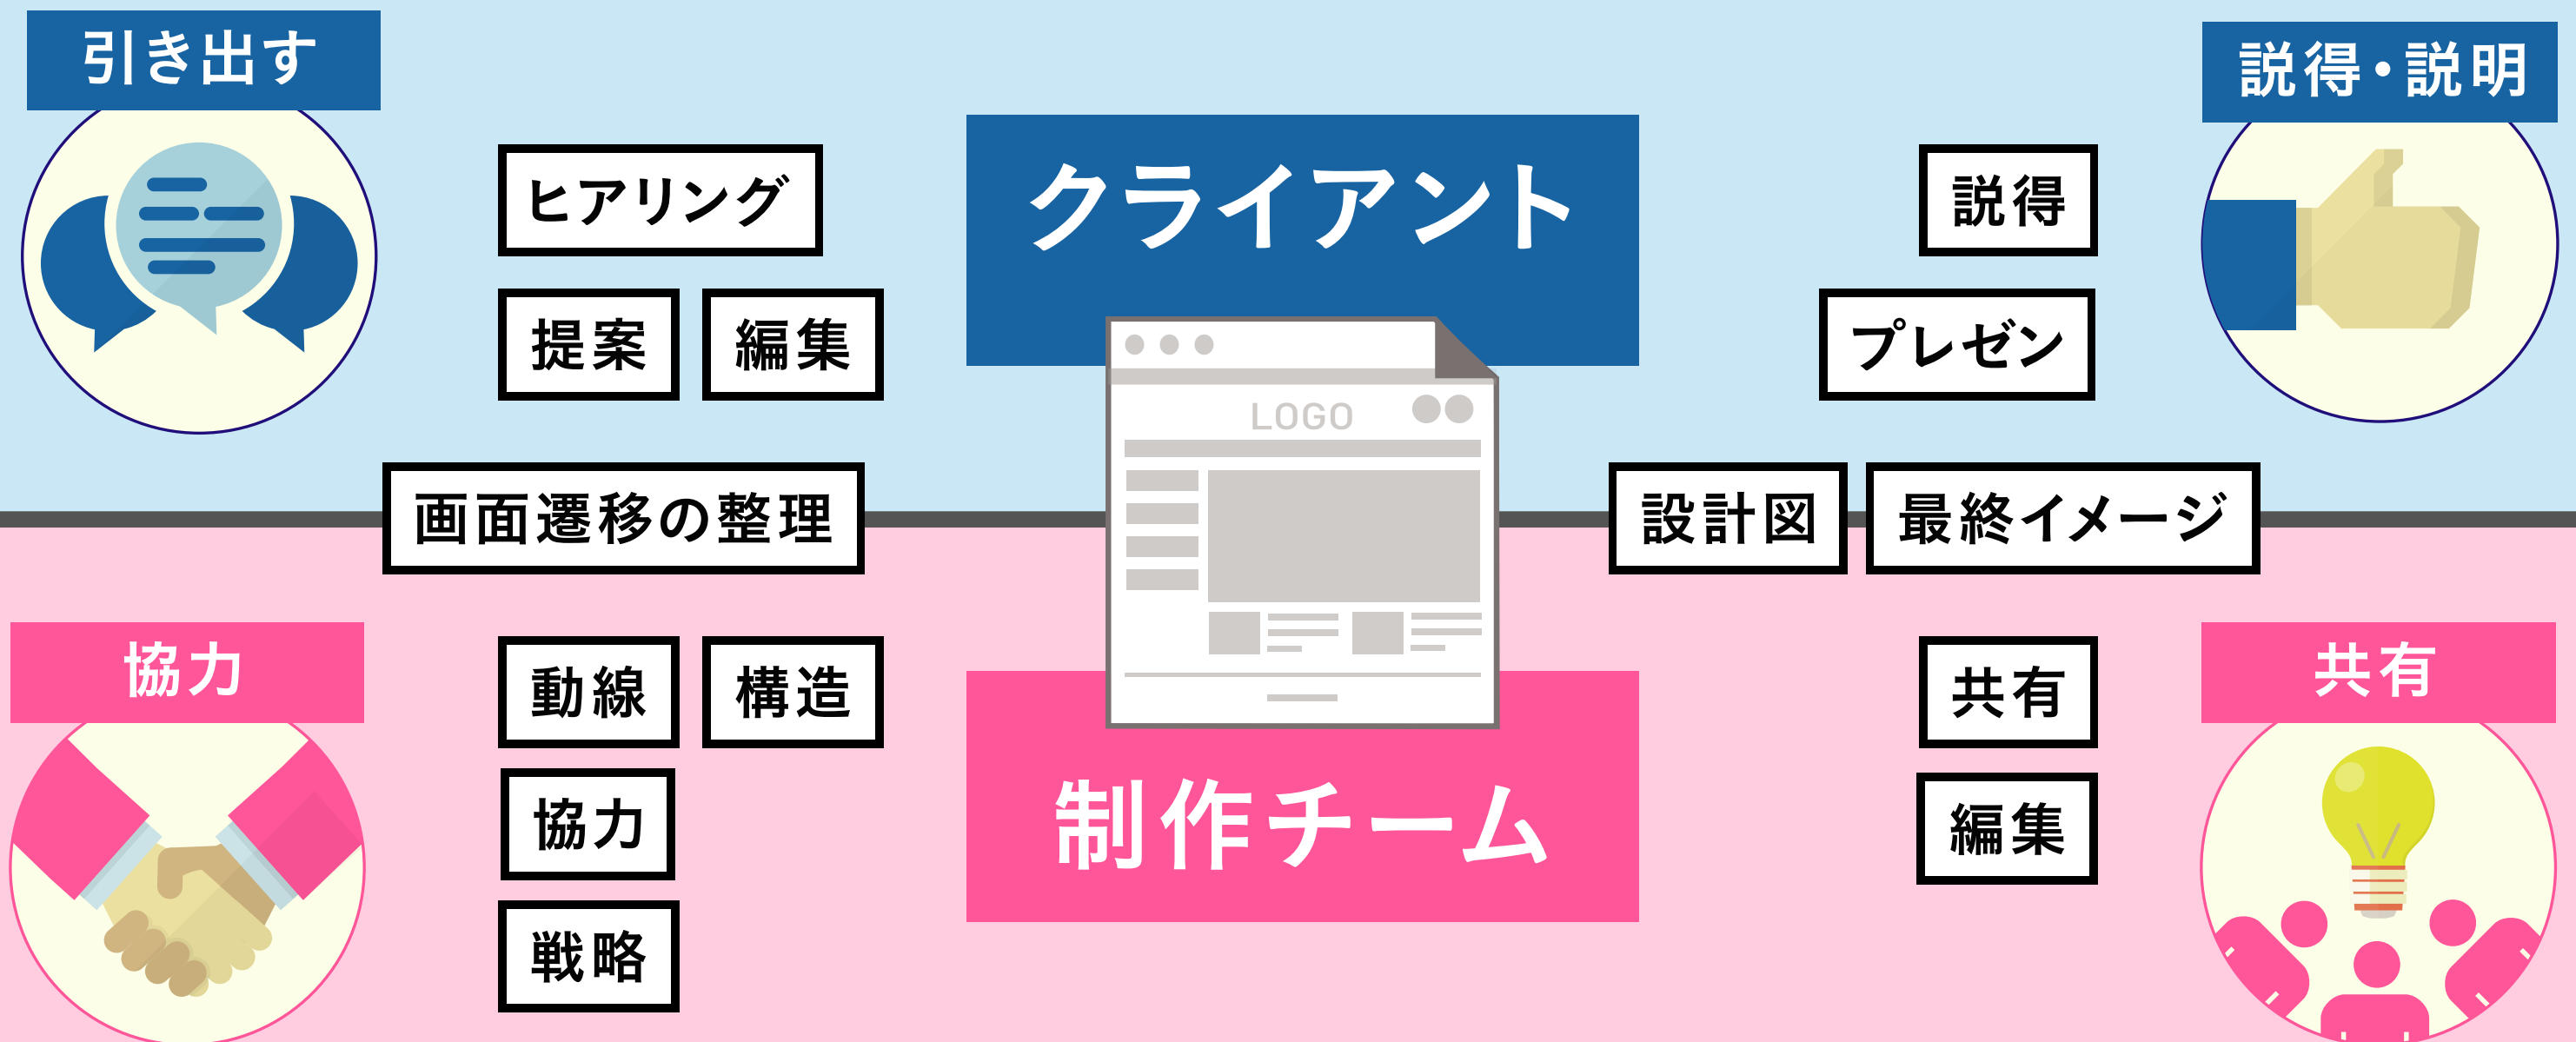 引き出す
説得・説明
クライアント
ヒアリング
説得
提案
編集
プレゼン
LOGO
画面遷移の整理
設計図
最終イメージ
協力
共有
動線
構造
共有
協力
編集
制作チーム
戦略